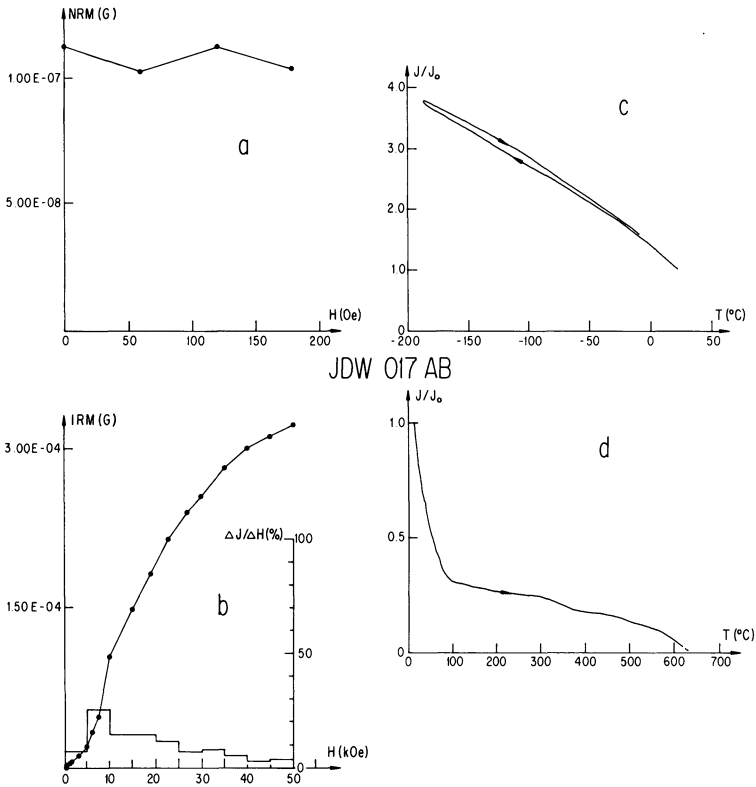 NRM (G)
1.00E-07
a
5.00E-08
H (Oe)
0 50 100 150 200
J/J₀
4.0
c
3.0
2.0
1.0
0
T (°C)
-200 -150 -100 -50 0 50
JDW 017 AB
IRM (G)
3.00E-04
ΔJ/ΔH(%)
100
b
1.50E-04
50
H (kOe)
0
0 10 20 30 40 50
J/J₀
1.0
d
0.5
T (°C)
0
0 100 200 300 400 500 600 700